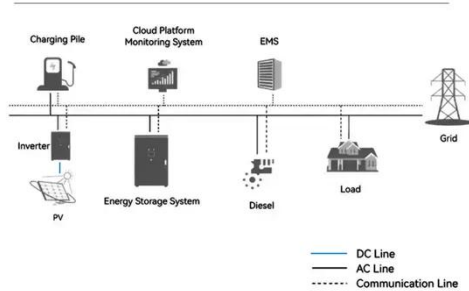 Charging Pile
Cloud Platform
Monitoring System
EMS
Grid
Inverter
PV
Energy Storage System
Diesel
Load
DC Line
AC Line
Communication Line